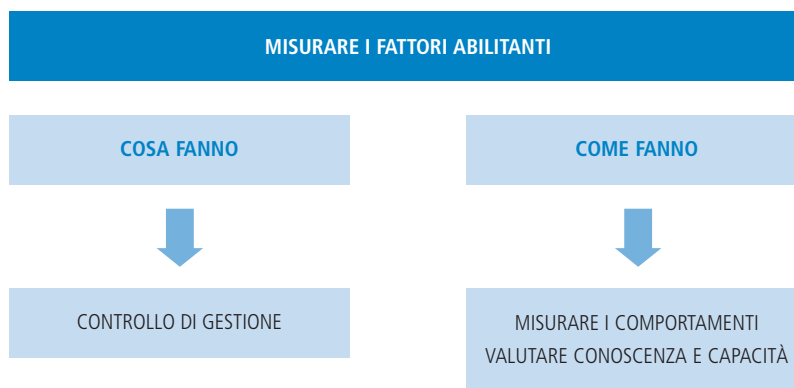 MISURARE I FATTORI ABILITANTI
COSA FANNO
COME FANNO
CONTROLLO DI GESTIONE
MISURARE I COMPORTAMENTI
VALUTARE CONOSCENZA E CAPACITÀ